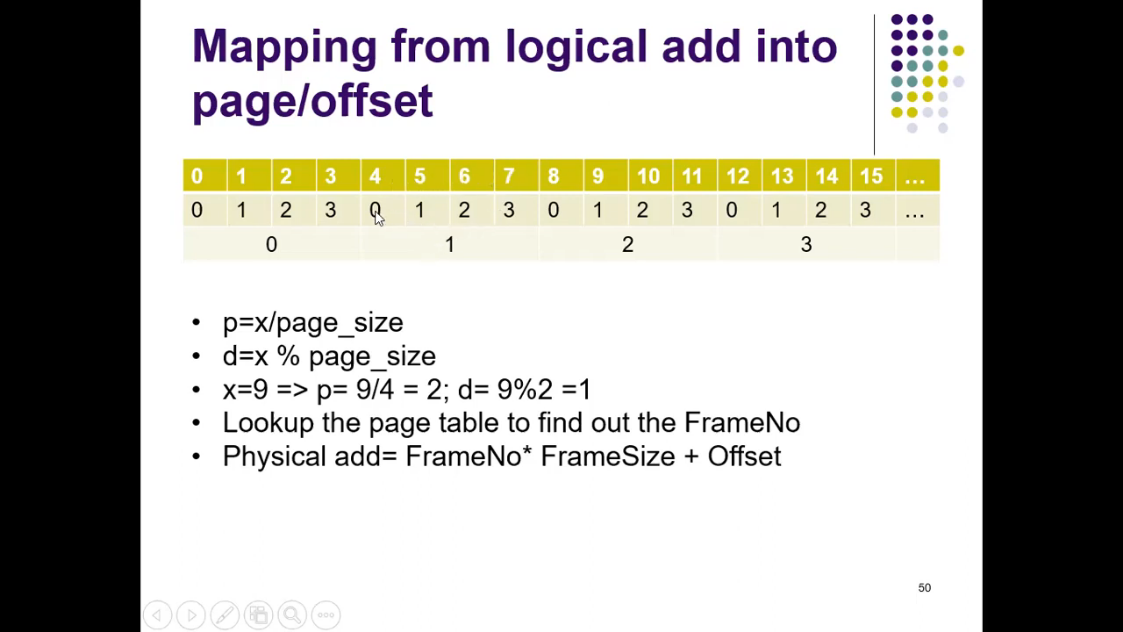 Mapping from logical add into
page/offset
0 1 2 3 4 5 6 7 8 9 10 11 12 13 14 15 ...
0 1 2 3 0 1 2 3 0 1 2 3 0 1 2 3 ...
0 1 2 3
• p=x/page_size
• d=x % page_size
• x=9 => p= 9/4 = 2; d= 9%2 =1
• Lookup the page table to find out the FrameNo
• Physical add= FrameNo* FrameSize + Offset
50